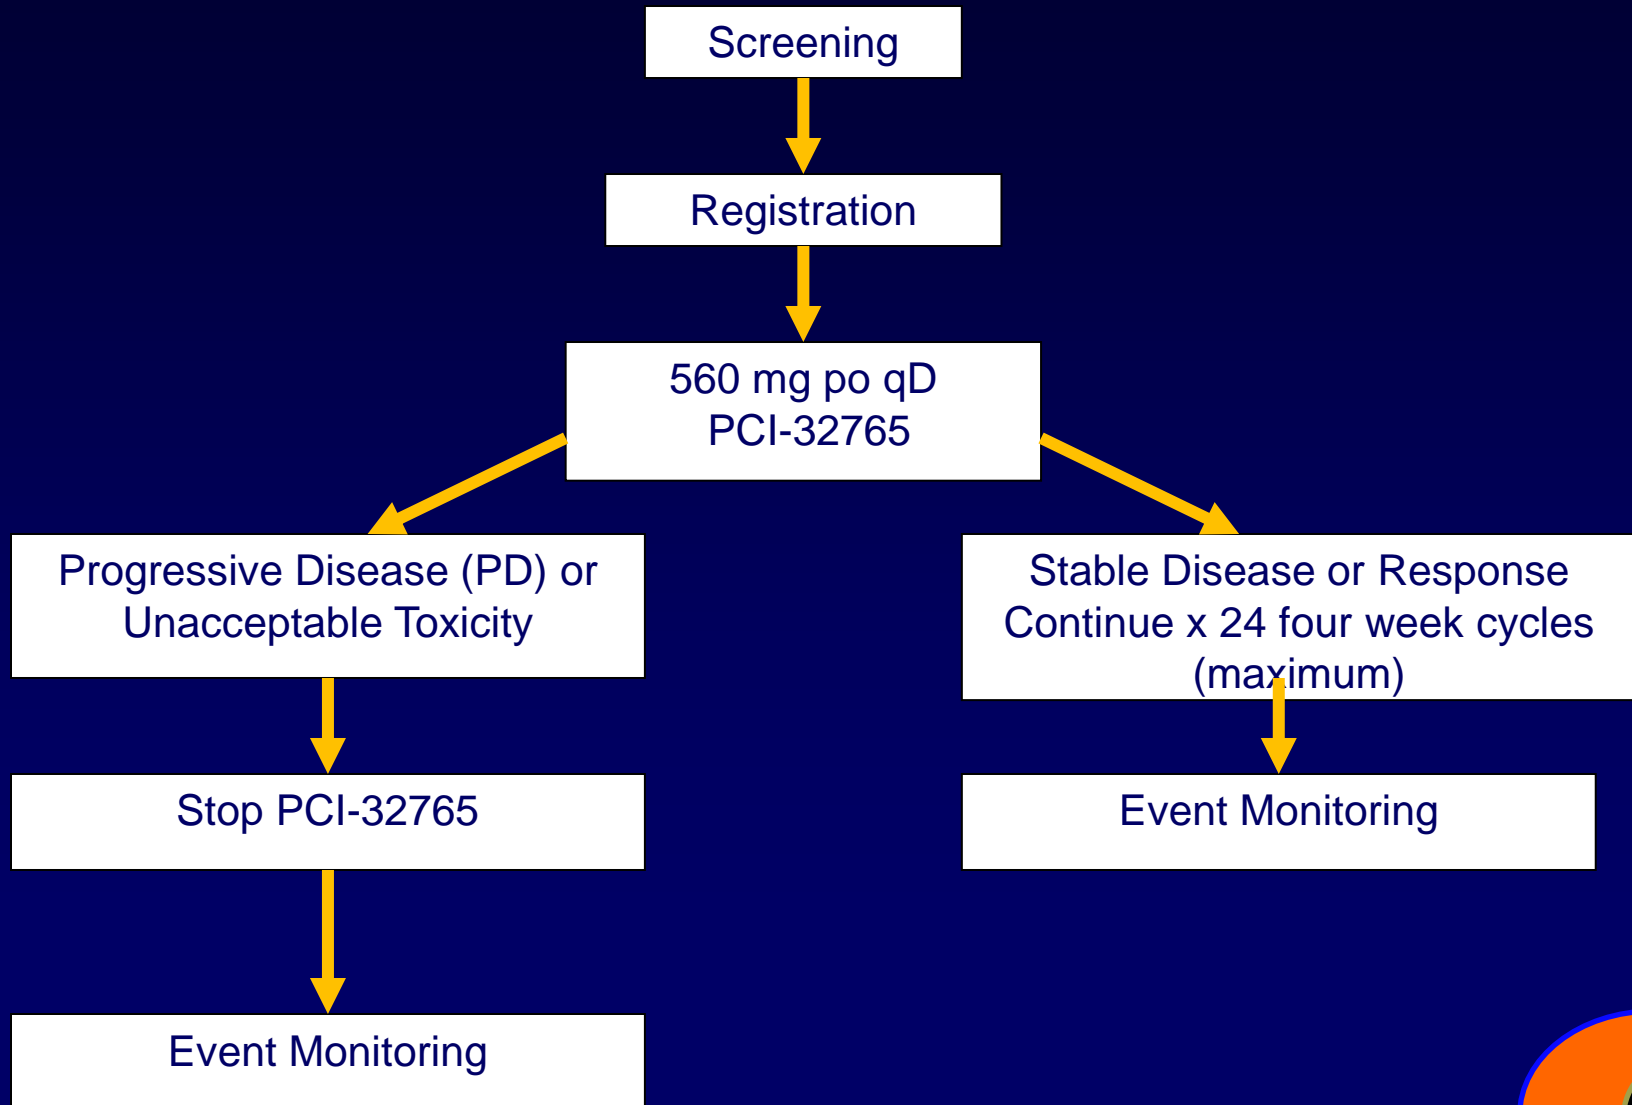 Screening
Registration
560 mg po qD
PCI-32765
Progressive Disease (PD) or
Unacceptable Toxicity
Stable Disease or Response
Continue x 24 four week cycles
(maximum)
Stop PCI-32765
Event Monitoring
Event Monitoring